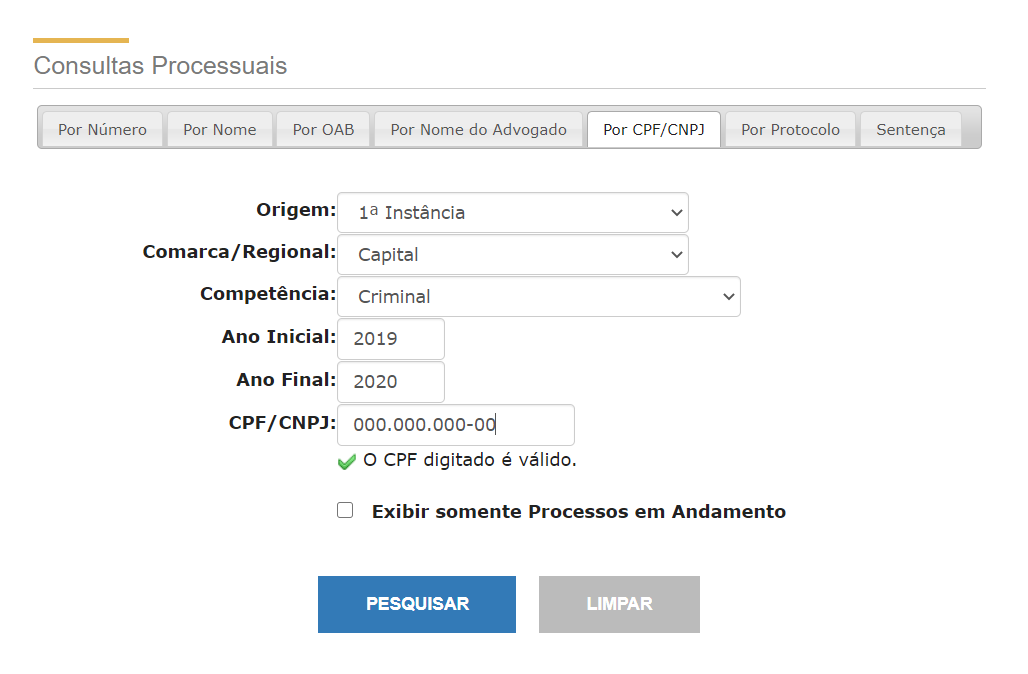 Consultas Processuais
Por Número Por Nome Por OAB Por Nome do Advogado Por CPF/CNPJ Por Protocolo Sentença
Origem: 1ª Instância
Comarca/Regional: Capital
Competência: Criminal
Ano Inicial: 2019
Ano Final: 2020
CPF/CNPJ: 000.000.000-00
O CPF digitado é válido.
Exibir somente Processos em Andamento
PESQUISAR LIMPAR